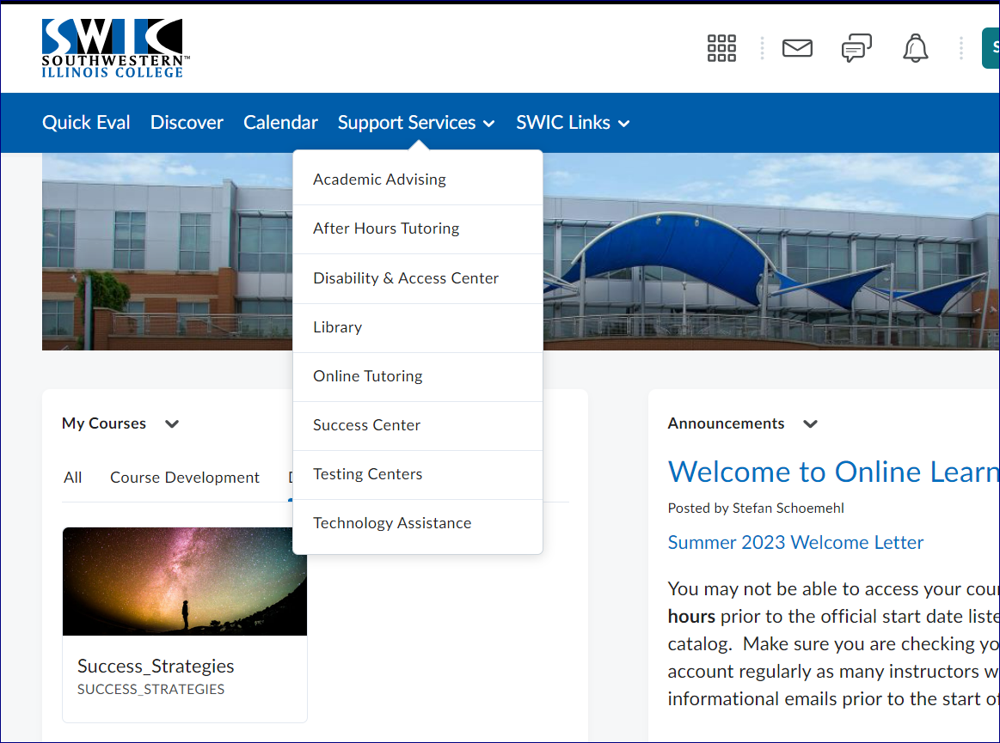 SWIC
SOUTHWESTERN™
ILLINOIS COLLEGE
Quick Eval Discover Calendar Support Services SWIC Links
Academic Advising
After Hours Tutoring
Disability & Access Center
Library
Online Tutoring
Success Center
Testing Centers
Technology Assistance
My Courses
All Course Development
Success_Strategies
SUCCESS_STRATEGIES
Announcements
Welcome to Online Learn
Posted by Stefan Schoemehl
Summer 2023 Welcome Letter
You may not be able to access your cou
hours prior to the official start date liste
catalog. Make sure you are checking yo
account regularly as many instructors w
informational emails prior to the start of